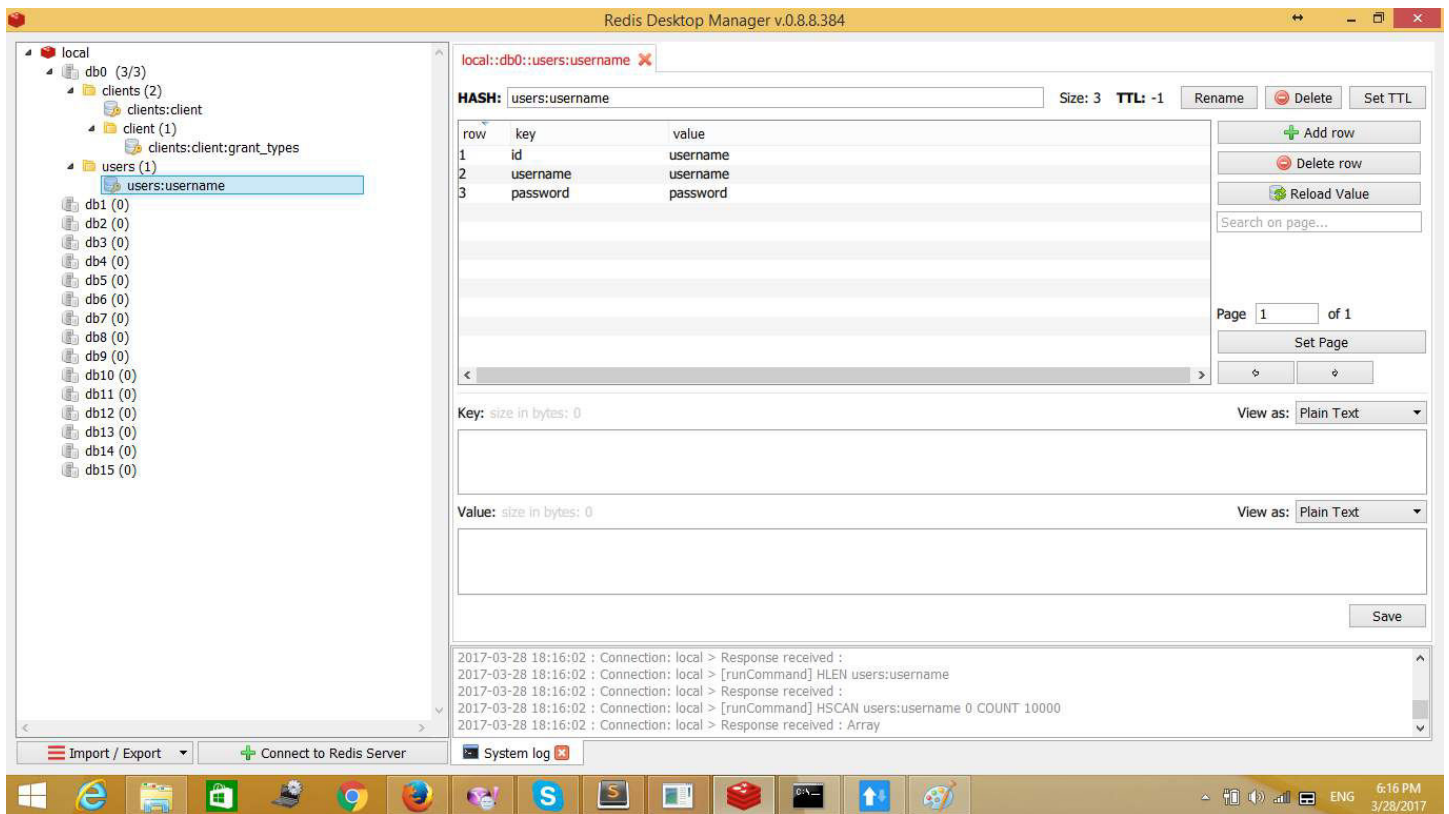 Redis Desktop Manager v.0.8.8.384
local
db0 (3/3)
clients (2)
clients:client
client (1)
clients:client:grant_types
users (1)
users:username
db1 (0)
db2 (0)
db3 (0)
db4 (0)
db5 (0)
db6 (0)
db7 (0)
db8 (0)
db9 (0)
db10 (0)
db11 (0)
db12 (0)
db13 (0)
db14 (0)
db15 (0)
Import / Export
Connect to Redis Server
local::db0::users:username
HASH: users:username Size: 3 TTL: -1 Rename Delete Set TTL
row key value
1 id username
2 username username
3 password password
Add row
Delete row
Reload Value
Search on page...
Page 1 of 1
Set Page
Key: size in bytes: 0 View as: Plain Text
Value: size in bytes: 0 View as: Plain Text
Save
2017-03-28 18:16:02 : Connection: local > Response received :
2017-03-28 18:16:02 : Connection: local > [runCommand] HLEN users:username
2017-03-28 18:16:02 : Connection: local > Response received :
2017-03-28 18:16:02 : Connection: local > [runCommand] HSCAN users:username 0 COUNT 10000
2017-03-28 18:16:02 : Connection: local > Response received : Array
System log
ENG
6:16 PM
3/28/2017